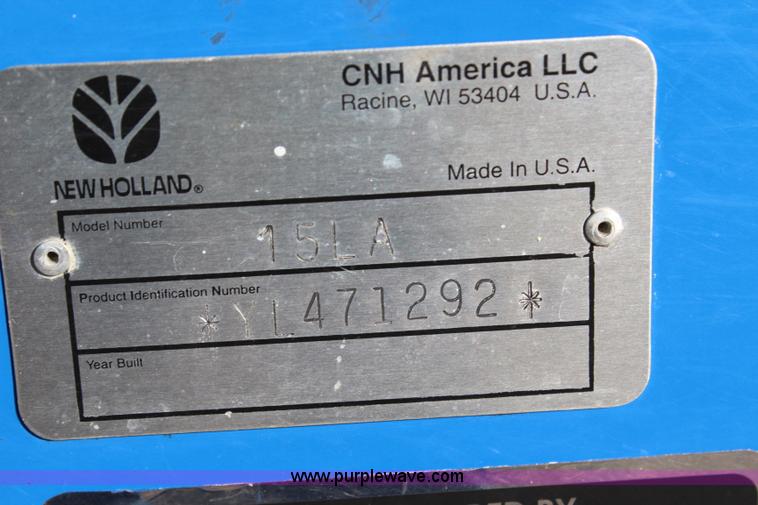 CNH America LLC
Racine, WI 53404 U.S.A.
NEW HOLLAND®
Made In U.S.A.
Model Number 15LA
Product Identification Number *YL471292*
Year Built
www.purplewave.com
BY